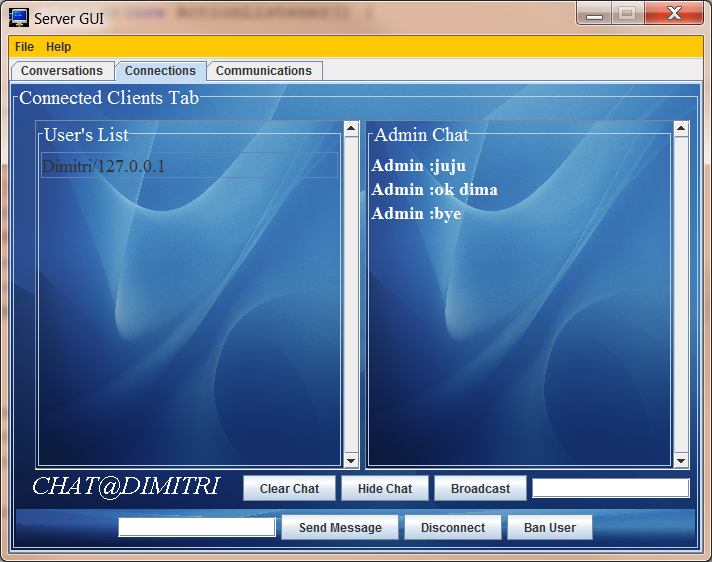 new ActionListener() {
Server GUI
File Help
Conversations Connections Communications
Connected Clients Tab
User's List
Dimitri/127.0.0.1
Admin Chat
Admin :juju
Admin :ok dima
Admin :bye
CHAT@DIMITRI Clear Chat Hide Chat Broadcast
Send Message Disconnect Ban User